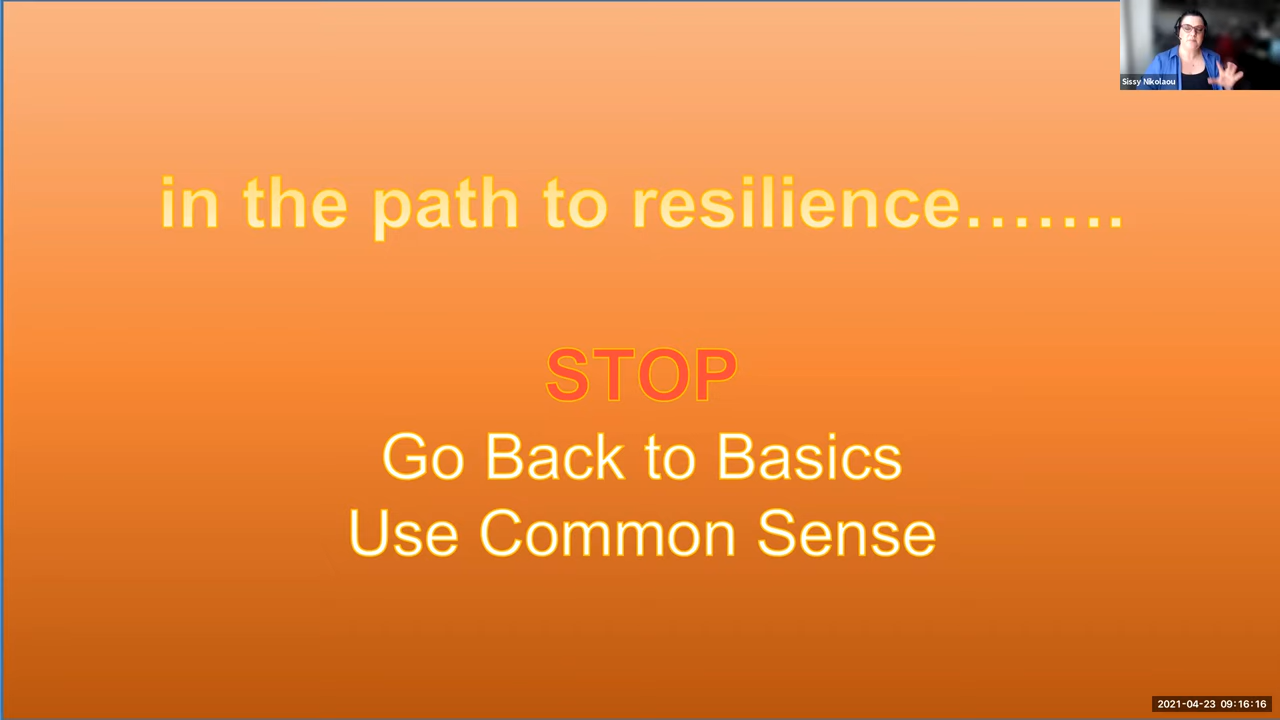 Sissy Nikolaou
in the path to resilience.......
STOP
Go Back to Basics
Use Common Sense
2021-04-23 09:16:16